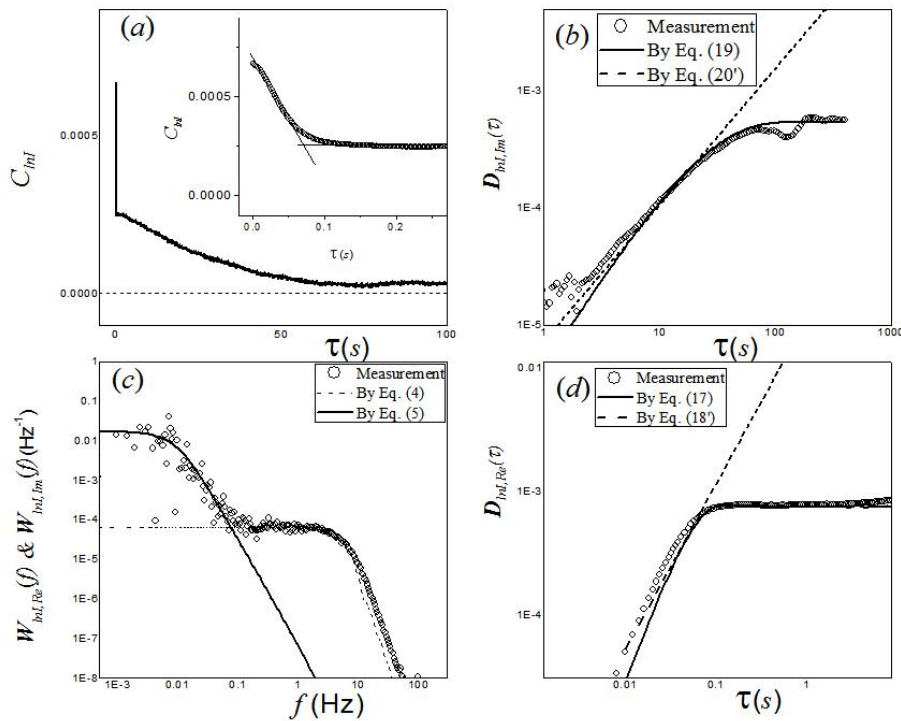 (a)
C_lnI
0.0005
0.0000
0
50
100
τ(s)
C_lnI
0.0005
0.0000
0.0
0.1
0.2
τ(s)
(b)
Measurement
By Eq. (19)
By Eq. (20')
D_lnI,Im(τ)
1E-3
1E-4
1E-5
1
10
100
1000
τ(s)
(c)
Measurement
By Eq. (4)
By Eq. (5)
W_lnI,Re(f) & W_lnI,Im(f)(Hz⁻¹)
1
0.1
0.01
1E-3
1E-4
1E-5
1E-6
1E-7
1E-8
1E-3
0.01
0.1
1
10
100
f(Hz)
(d)
Measurement
By Eq. (17)
By Eq. (18')
D_lnI,Re(τ)
0.01
1E-3
1E-4
0.01
0.1
1
τ(s)